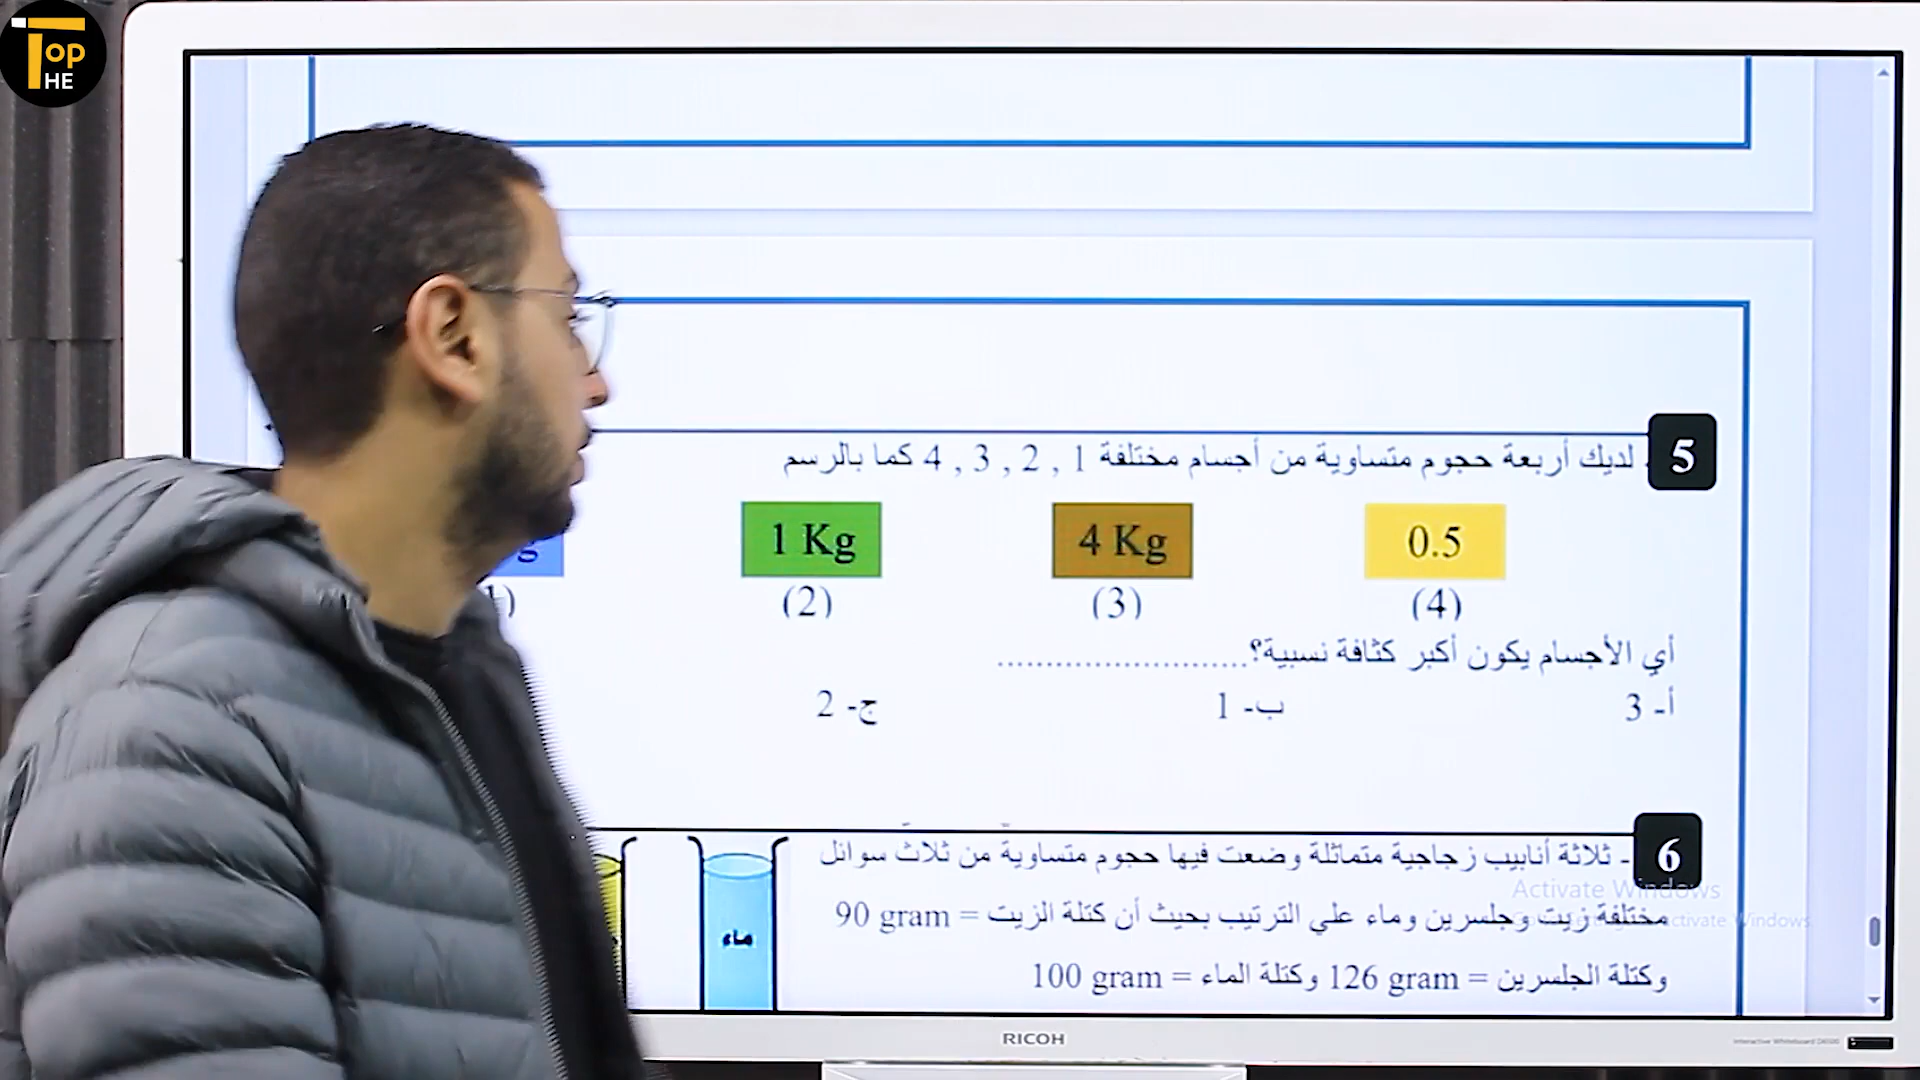 TOP
THE
5
لديك أربعة حجوم متساوية من أجسام مختلفة 1 , 2 , 3 , 4 كما بالرسم
g 1 Kg 4 Kg 0.5
1) (2) (3) (4)
أي الأجسام يكون أكبر كثافة نسبية؟..........................
أ- 3 ب- 1 ج- 2
6
- ثلاثة أنابيب زجاجية متماثلة وضعت فيها حجوم متساوية من ثلاث سوائل
مختلفة زيت وجلسرين وماء علي الترتيب بحيث أن كتلة الزيت = 90 gram
وكتلة الجلسرين = 126 gram وكتلة الماء = 100 gram
ماء
Activate Windows
RICOH